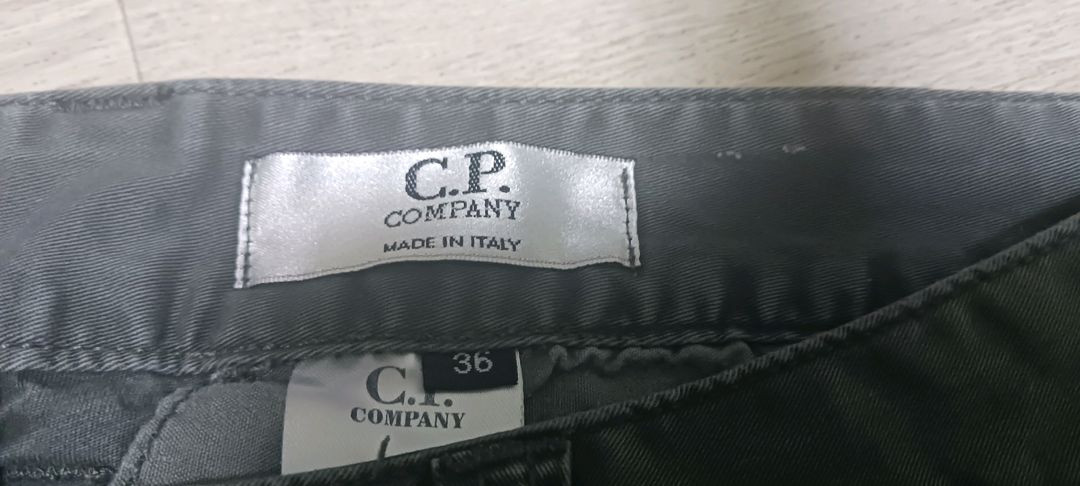 C.P.
COMPANY
MADE IN ITALY
36
C.P.
COMPANY